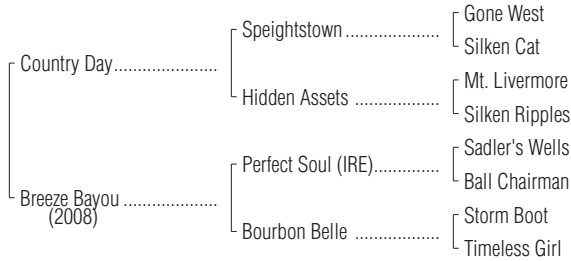 Gone West
Speightstown ....................
Silken Cat
Country Day......................
Mt. Livermore
Hidden Assets ..................
Silken Ripples
Sadler's Wells
Perfect Soul (IRE)..............
Ball Chairman
Breeze Bayou ....................
(2008)
Storm Boot
Bourbon Belle ..................
Timeless Girl